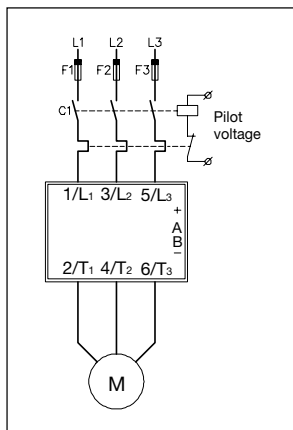 L1 L2 L3
F1 F2 F3
C1
Pilot
voltage
1/L1 3/L2 5/L3
+
A
B
−
2/T1 4/T2 6/T3
M